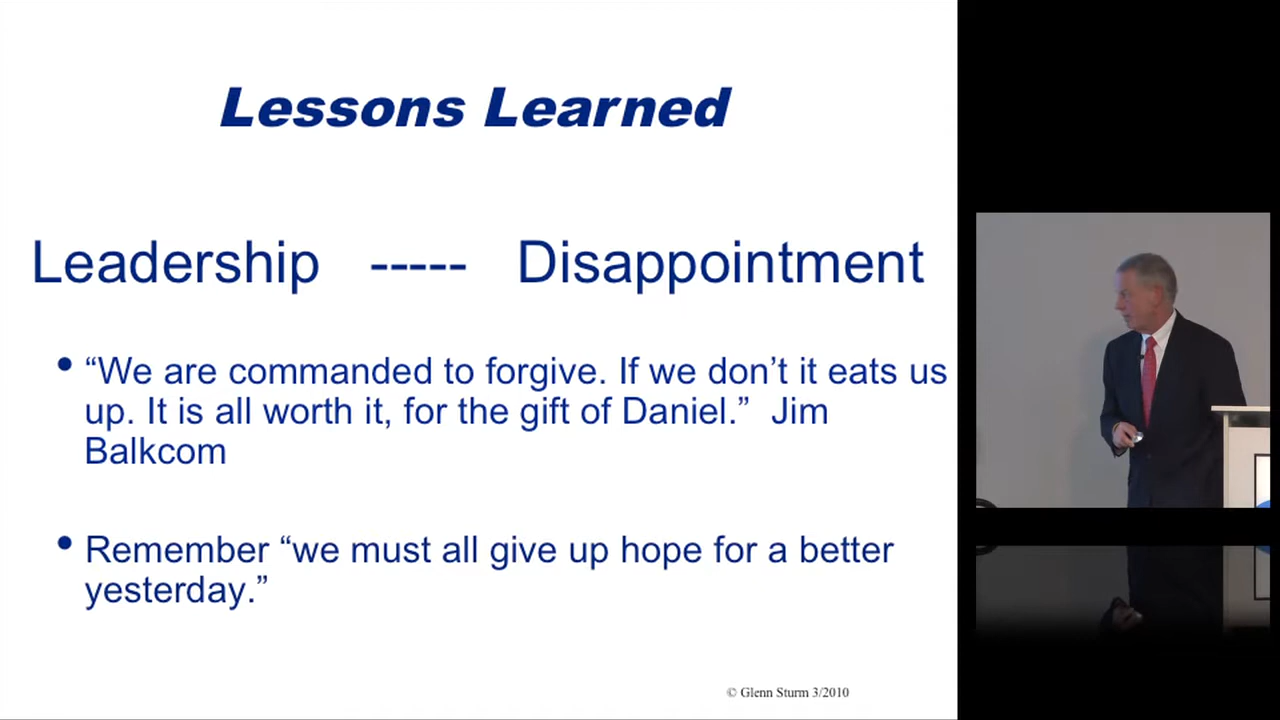 Lessons Learned
Leadership ----- Disappointment
• “We are commanded to forgive. If we don’t it eats us
up. It is all worth it, for the gift of Daniel.” Jim
Balkcom
• Remember “we must all give up hope for a better
yesterday.”
© Glenn Sturm 3/2010